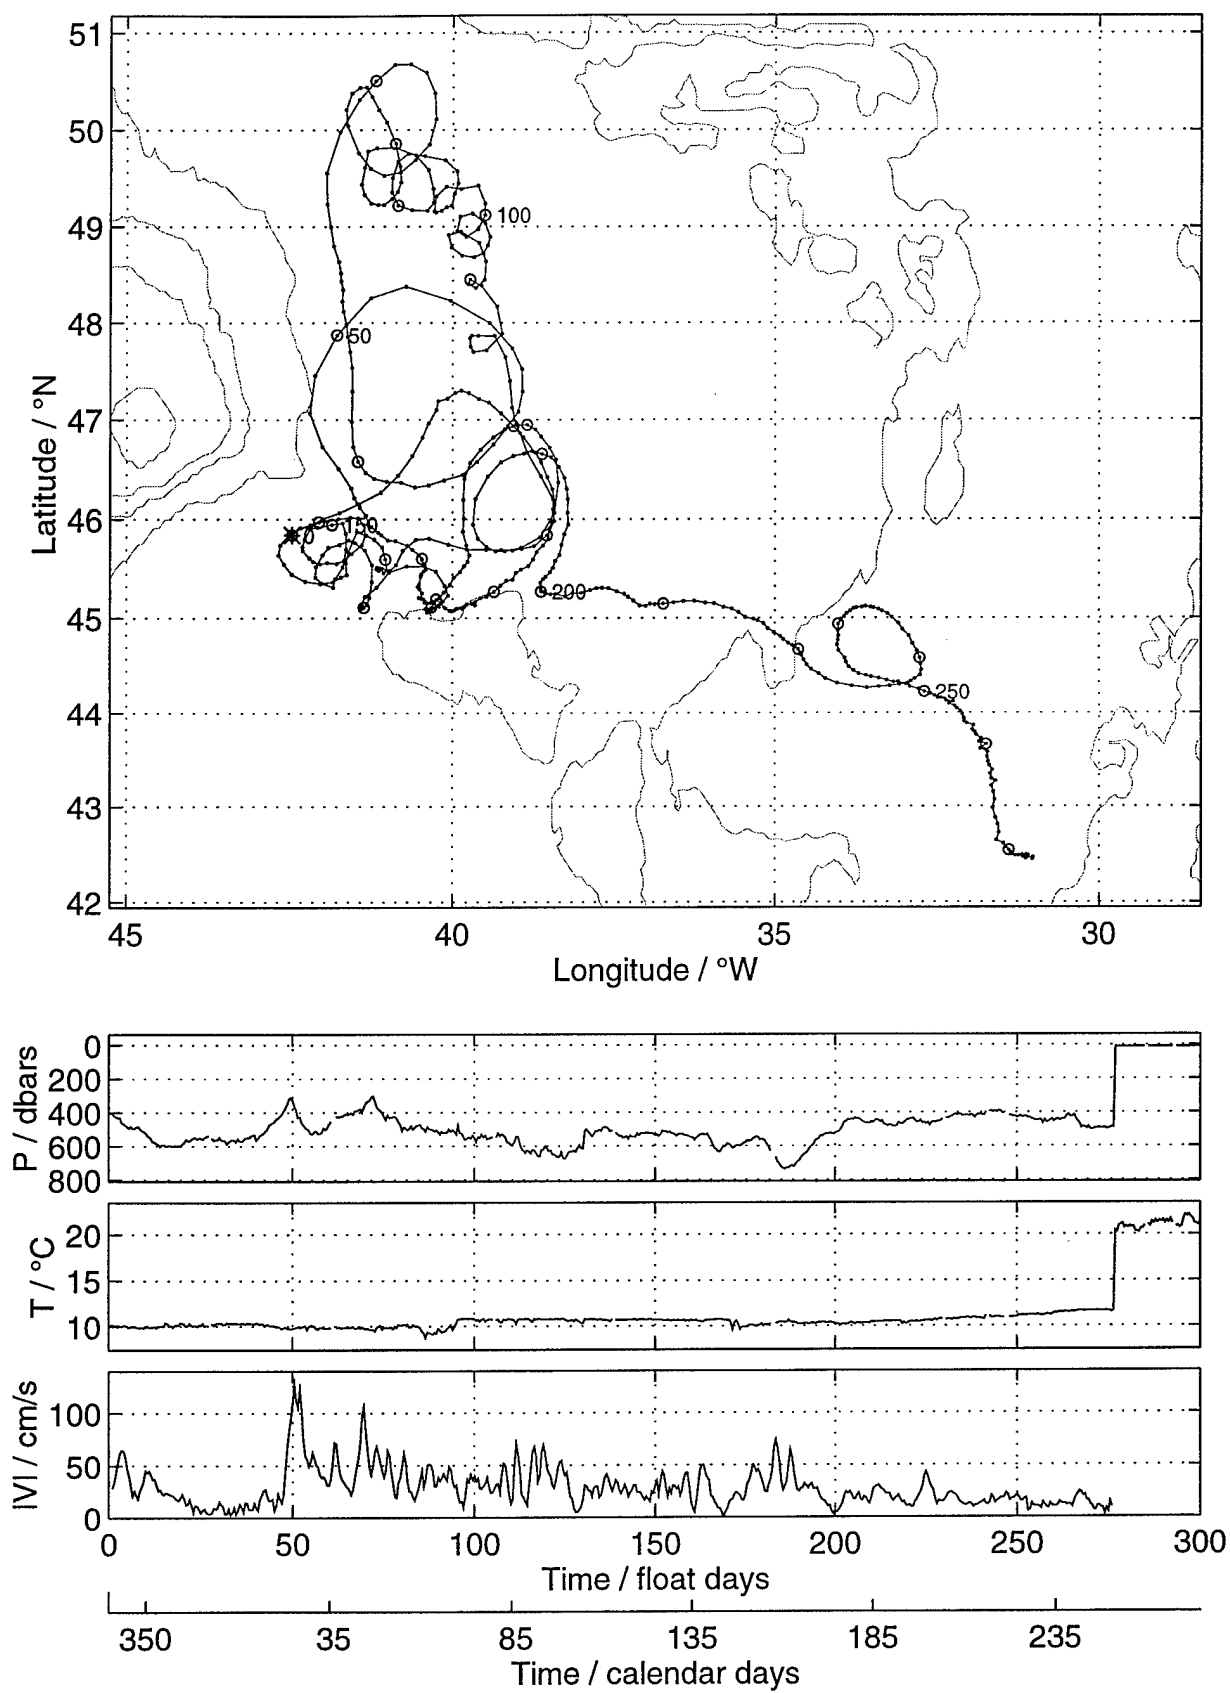 51
50
49
48
47
46
45
44
43
42
Latitude / °N
100
50
0
150
200
250
45 40 35 30
Longitude / °W
0
200
400
600
800
P / dbars
20
15
10
T / °C
100
50
0
|V| / cm/s
0 50 100 150 200 250 300
Time / float days
350 35 85 135 185 235
Time / calendar days